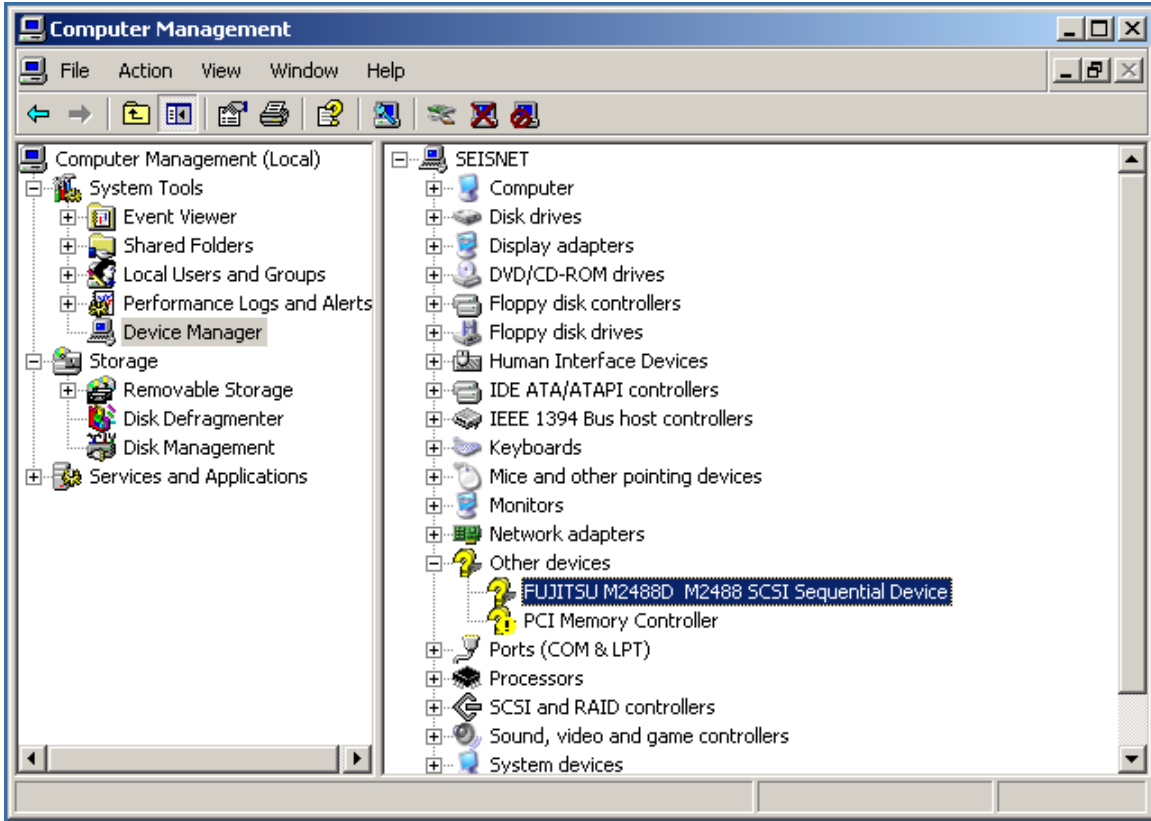 Computer Management
File Action View Window Help
Computer Management (Local)
System Tools
Event Viewer
Shared Folders
Local Users and Groups
Performance Logs and Alerts
Device Manager
Storage
Removable Storage
Disk Defragmenter
Disk Management
Services and Applications
SEISNET
Computer
Disk drives
Display adapters
DVD/CD-ROM drives
Floppy disk controllers
Floppy disk drives
Human Interface Devices
IDE ATA/ATAPI controllers
IEEE 1394 Bus host controllers
Keyboards
Mice and other pointing devices
Monitors
Network adapters
Other devices
FUJITSU M2488D  M2488 SCSI Sequential Device
PCI Memory Controller
Ports (COM & LPT)
Processors
SCSI and RAID controllers
Sound, video and game controllers
System devices